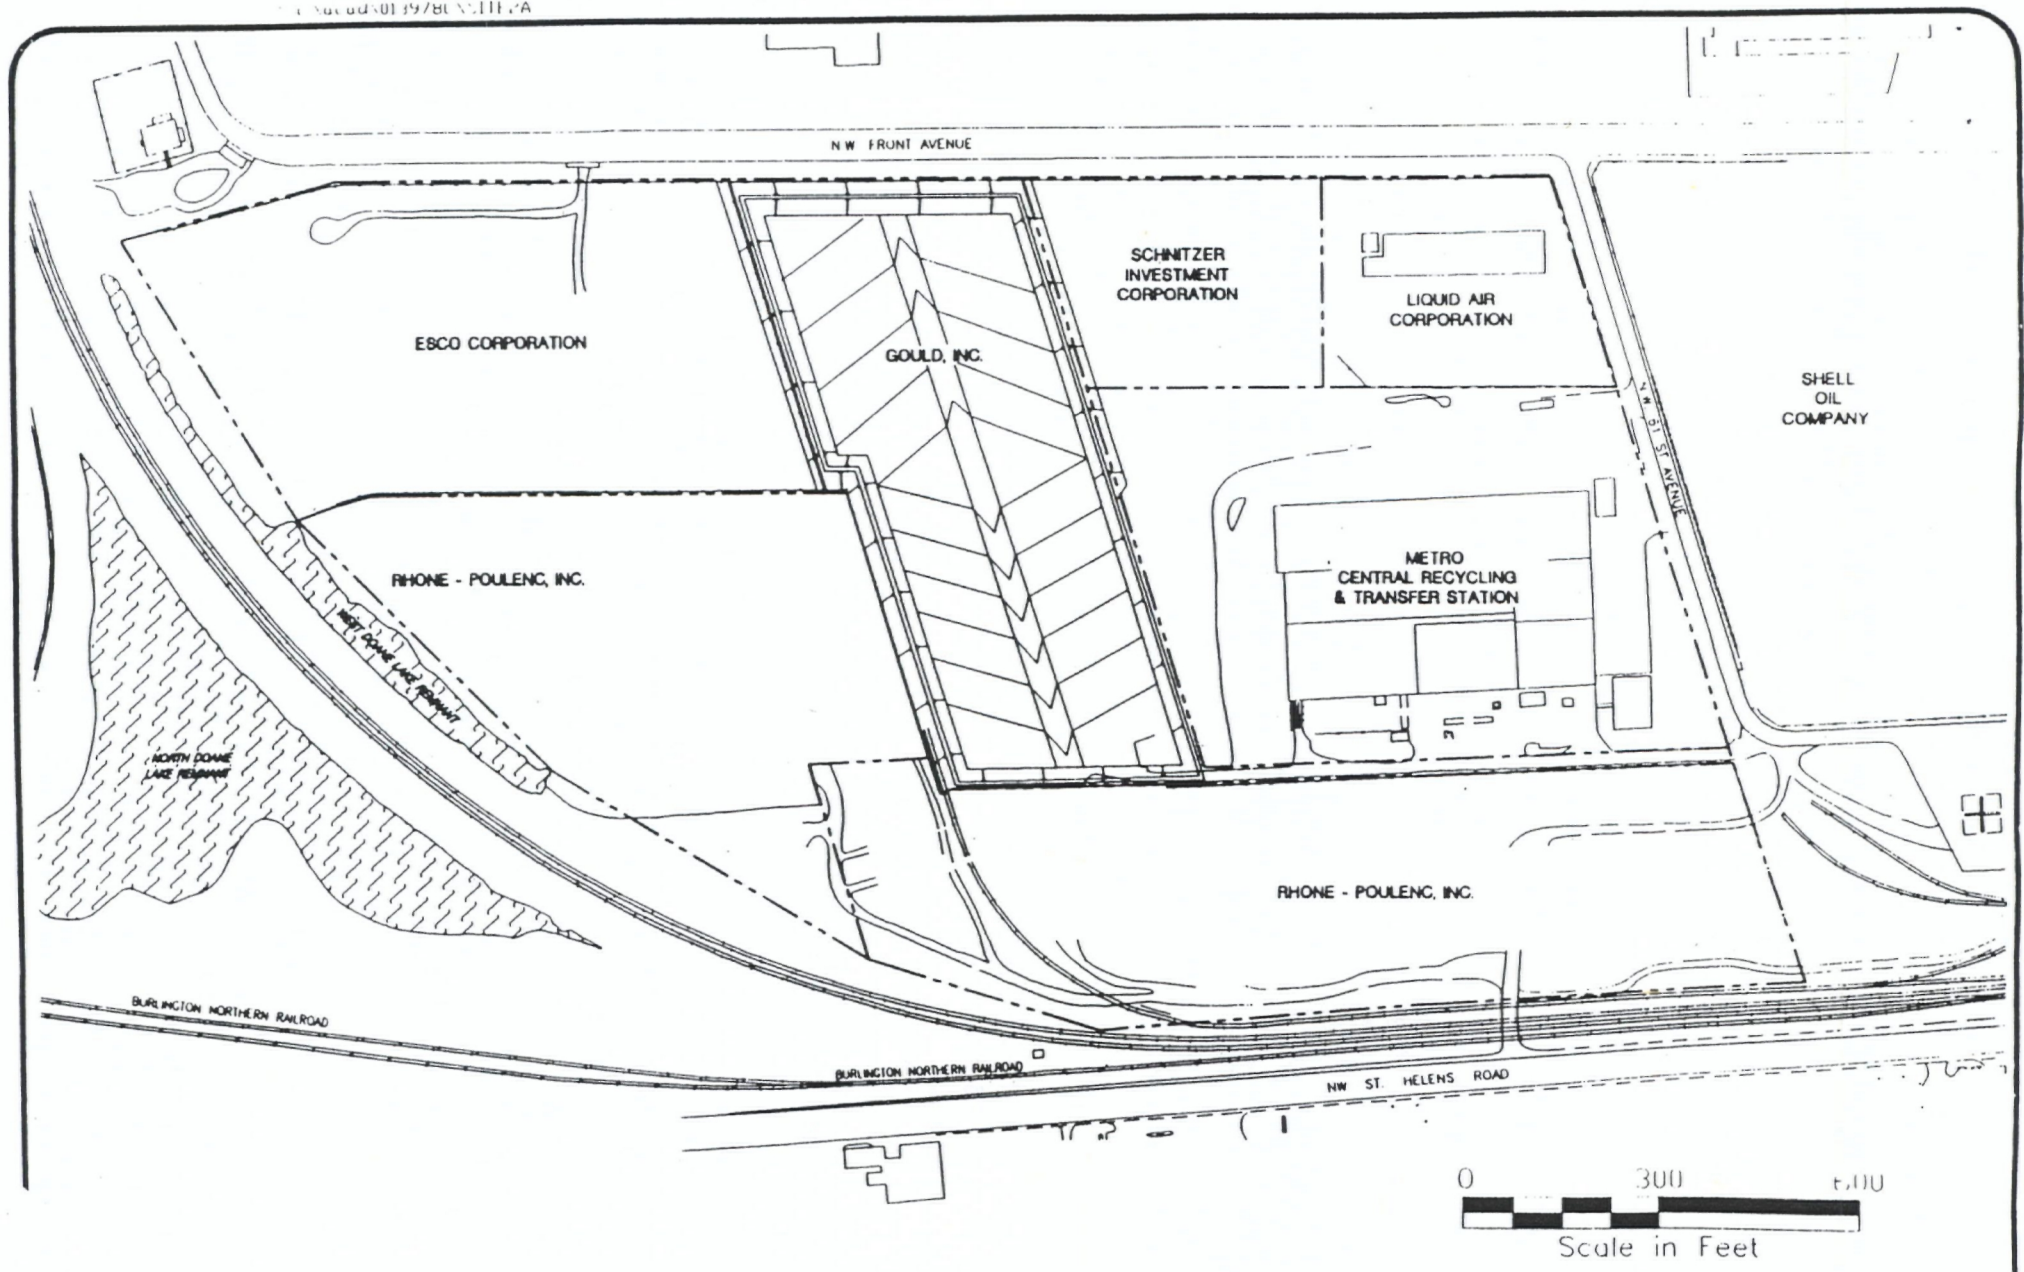 NW FRONT AVENUE
SCHNITZER
INVESTMENT
CORPORATION
LIQUID AIR
CORPORATION
ESCO CORPORATION
GOULD, INC.
SHELL
OIL
COMPANY
ST AVENUE
METRO
CENTRAL RECYCLING
& TRANSFER STATION
RHONE - POULENC, INC.
WEST DOANE LAKE REMNANT
NORTH DOANE
LAKE REMNANT
RHONE - POULENC, INC.
BURLINGTON NORTHERN RAILROAD
BURLINGTON NORTHERN RAILROAD
NW ST. HELENS ROAD
0 300 600
Scale in Feet